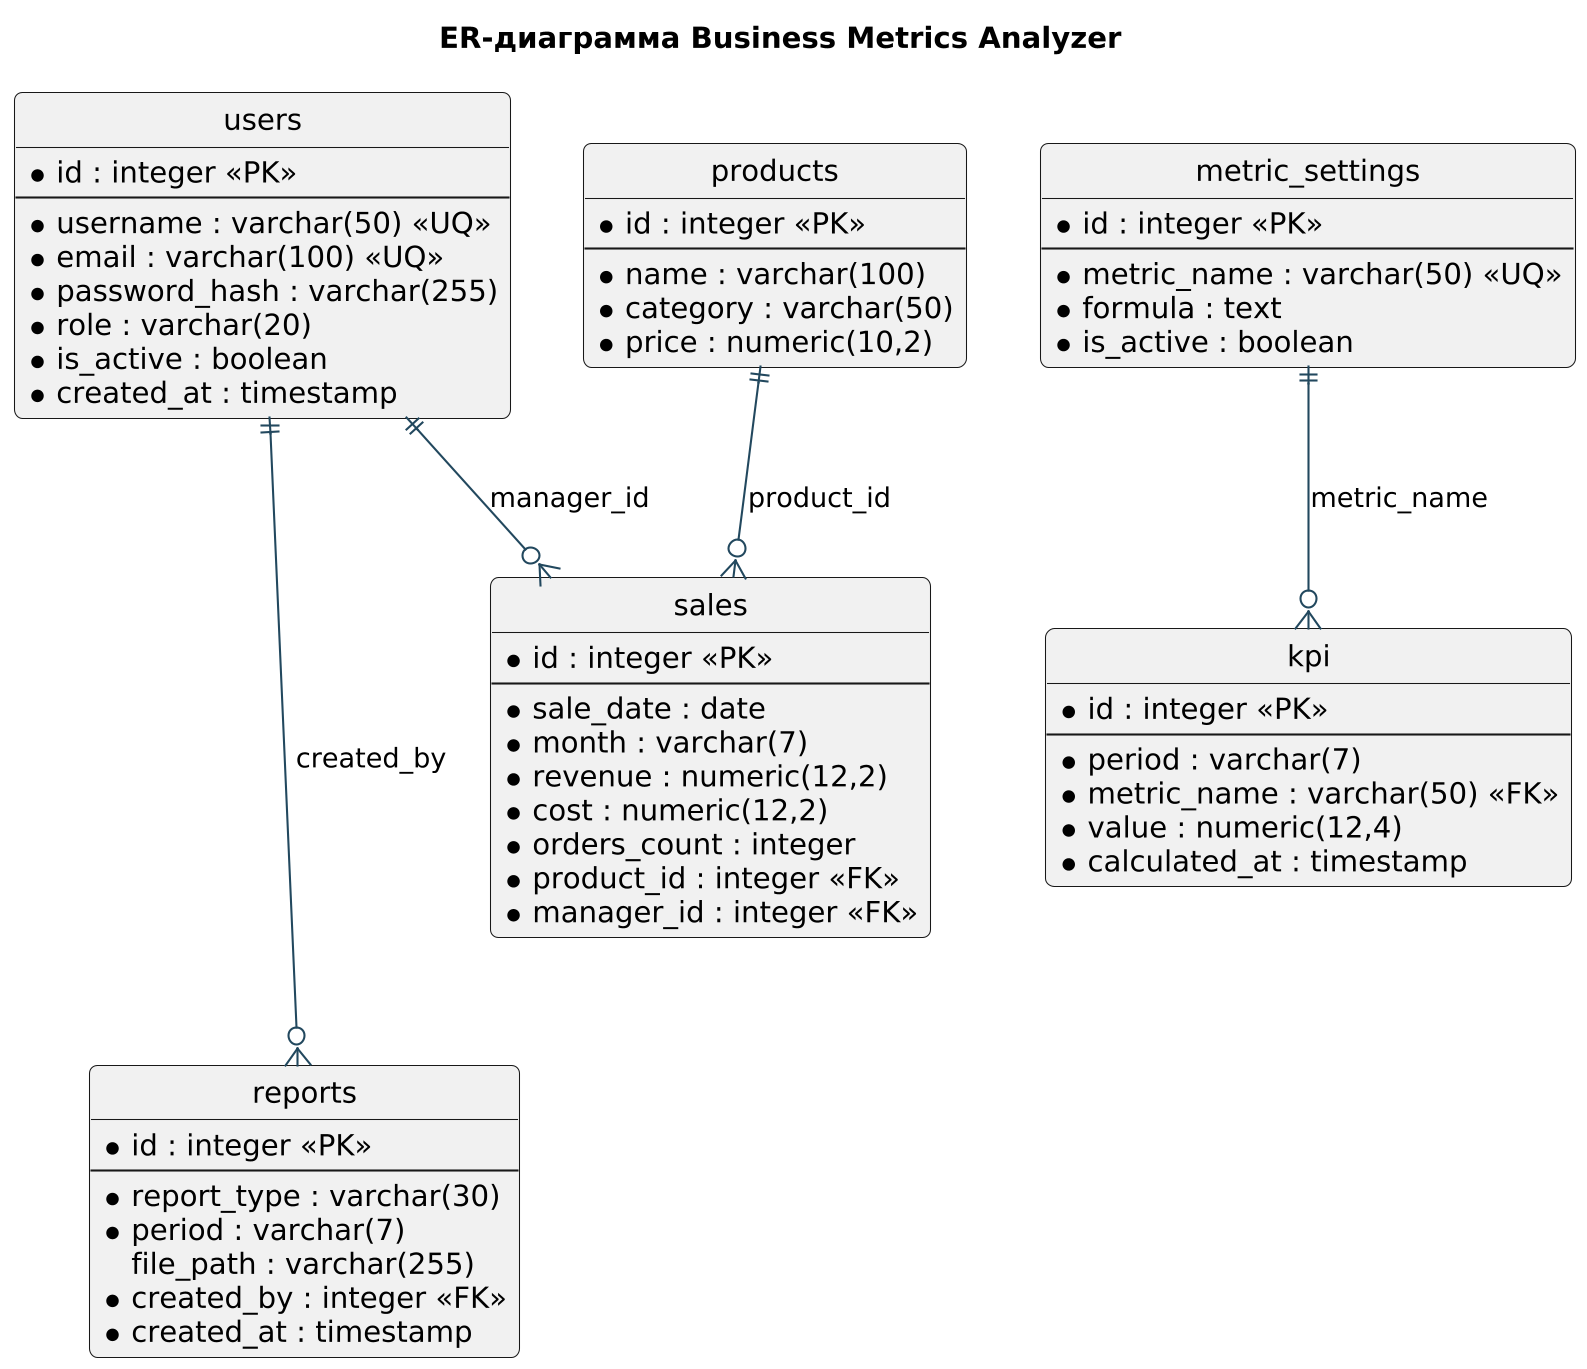 ER-диаграмма Business Metrics Analyzer
users
id : integer «PK»
username : varchar(50) «UQ»
email : varchar(100) «UQ»
password_hash : varchar(255)
role : varchar(20)
is_active : boolean
created_at : timestamp
products
id : integer «PK»
name : varchar(100)
category : varchar(50)
price : numeric(10,2)
metric_settings
id : integer «PK»
metric_name : varchar(50) «UQ»
formula : text
is_active : boolean
manager_id
product_id
metric_name
sales
id : integer «PK»
sale_date : date
month : varchar(7)
revenue : numeric(12,2)
cost : numeric(12,2)
orders_count : integer
product_id : integer «FK»
manager_id : integer «FK»
kpi
id : integer «PK»
period : varchar(7)
metric_name : varchar(50) «FK»
value : numeric(12,4)
calculated_at : timestamp
created_by
reports
id : integer «PK»
report_type : varchar(30)
period : varchar(7)
file_path : varchar(255)
created_by : integer «FK»
created_at : timestamp